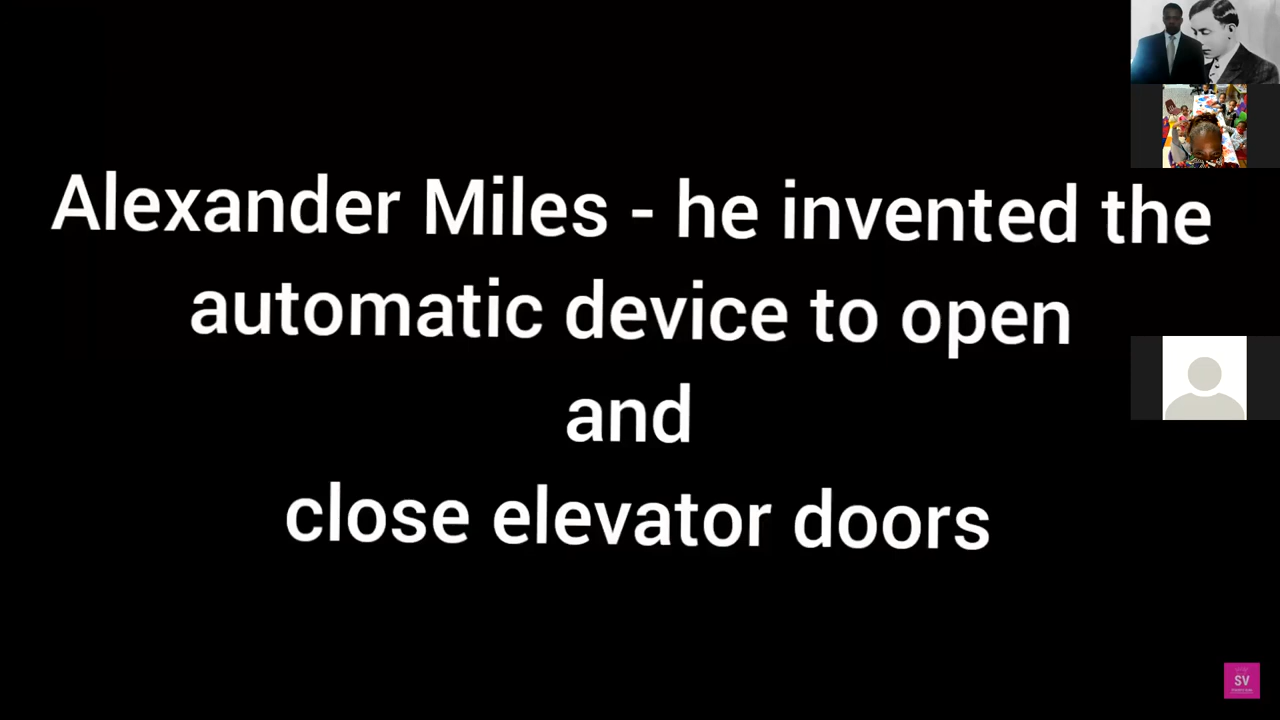 Alexander Miles - he invented the
automatic device to open
and
close elevator doors
SV